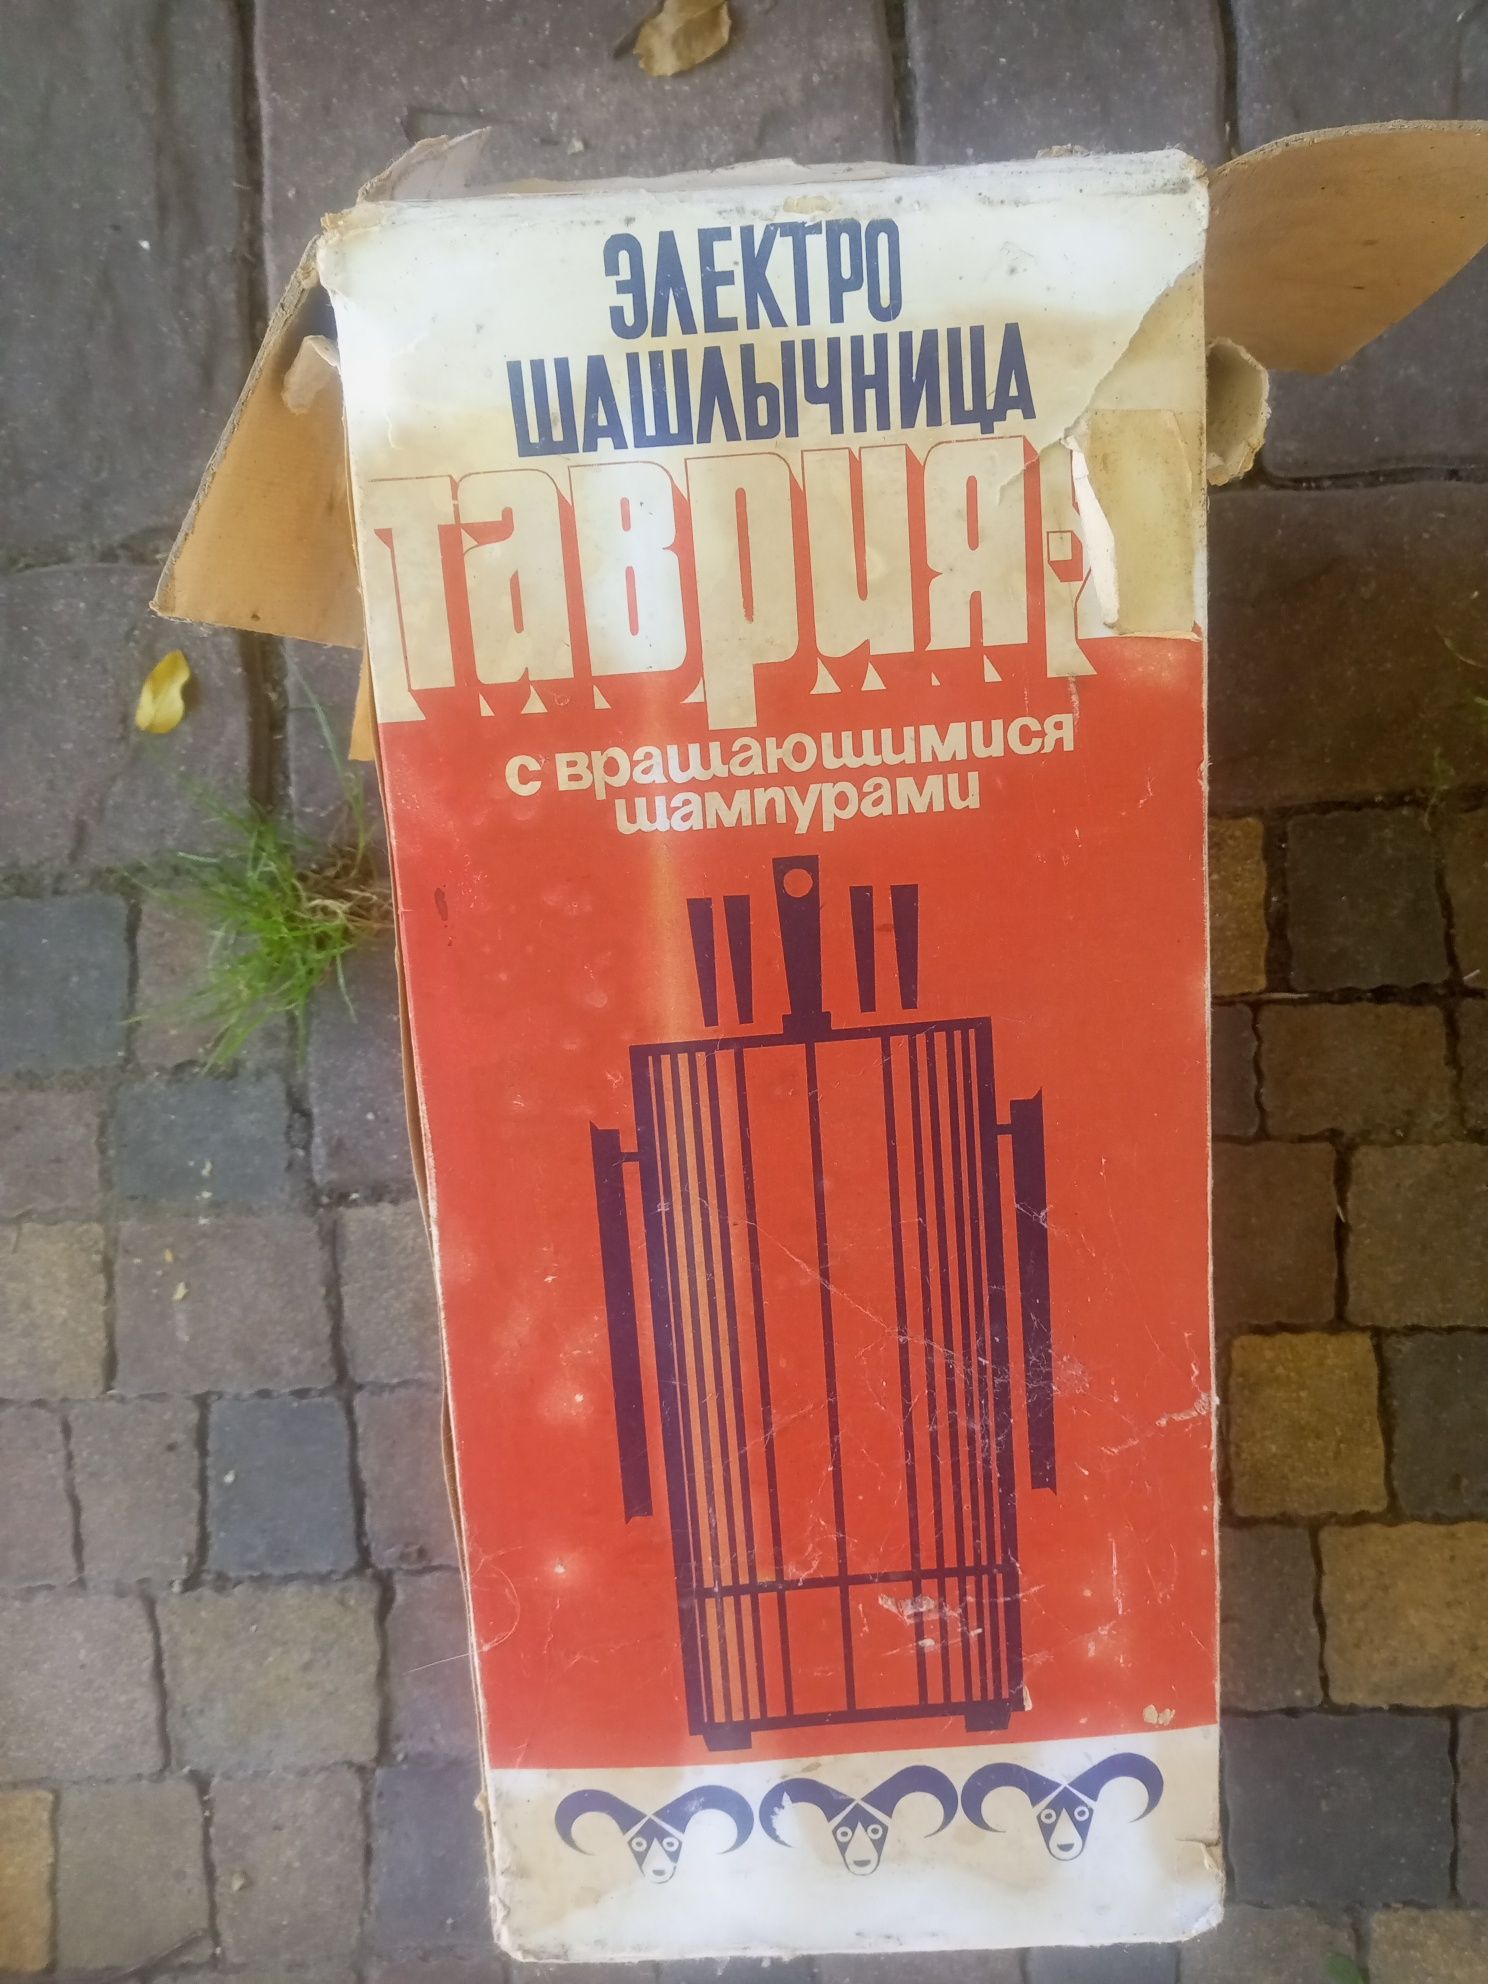 ЭЛЕКТРО
ШАШЛЫЧНИЦА
таврия-
с вращающимися
шампурами